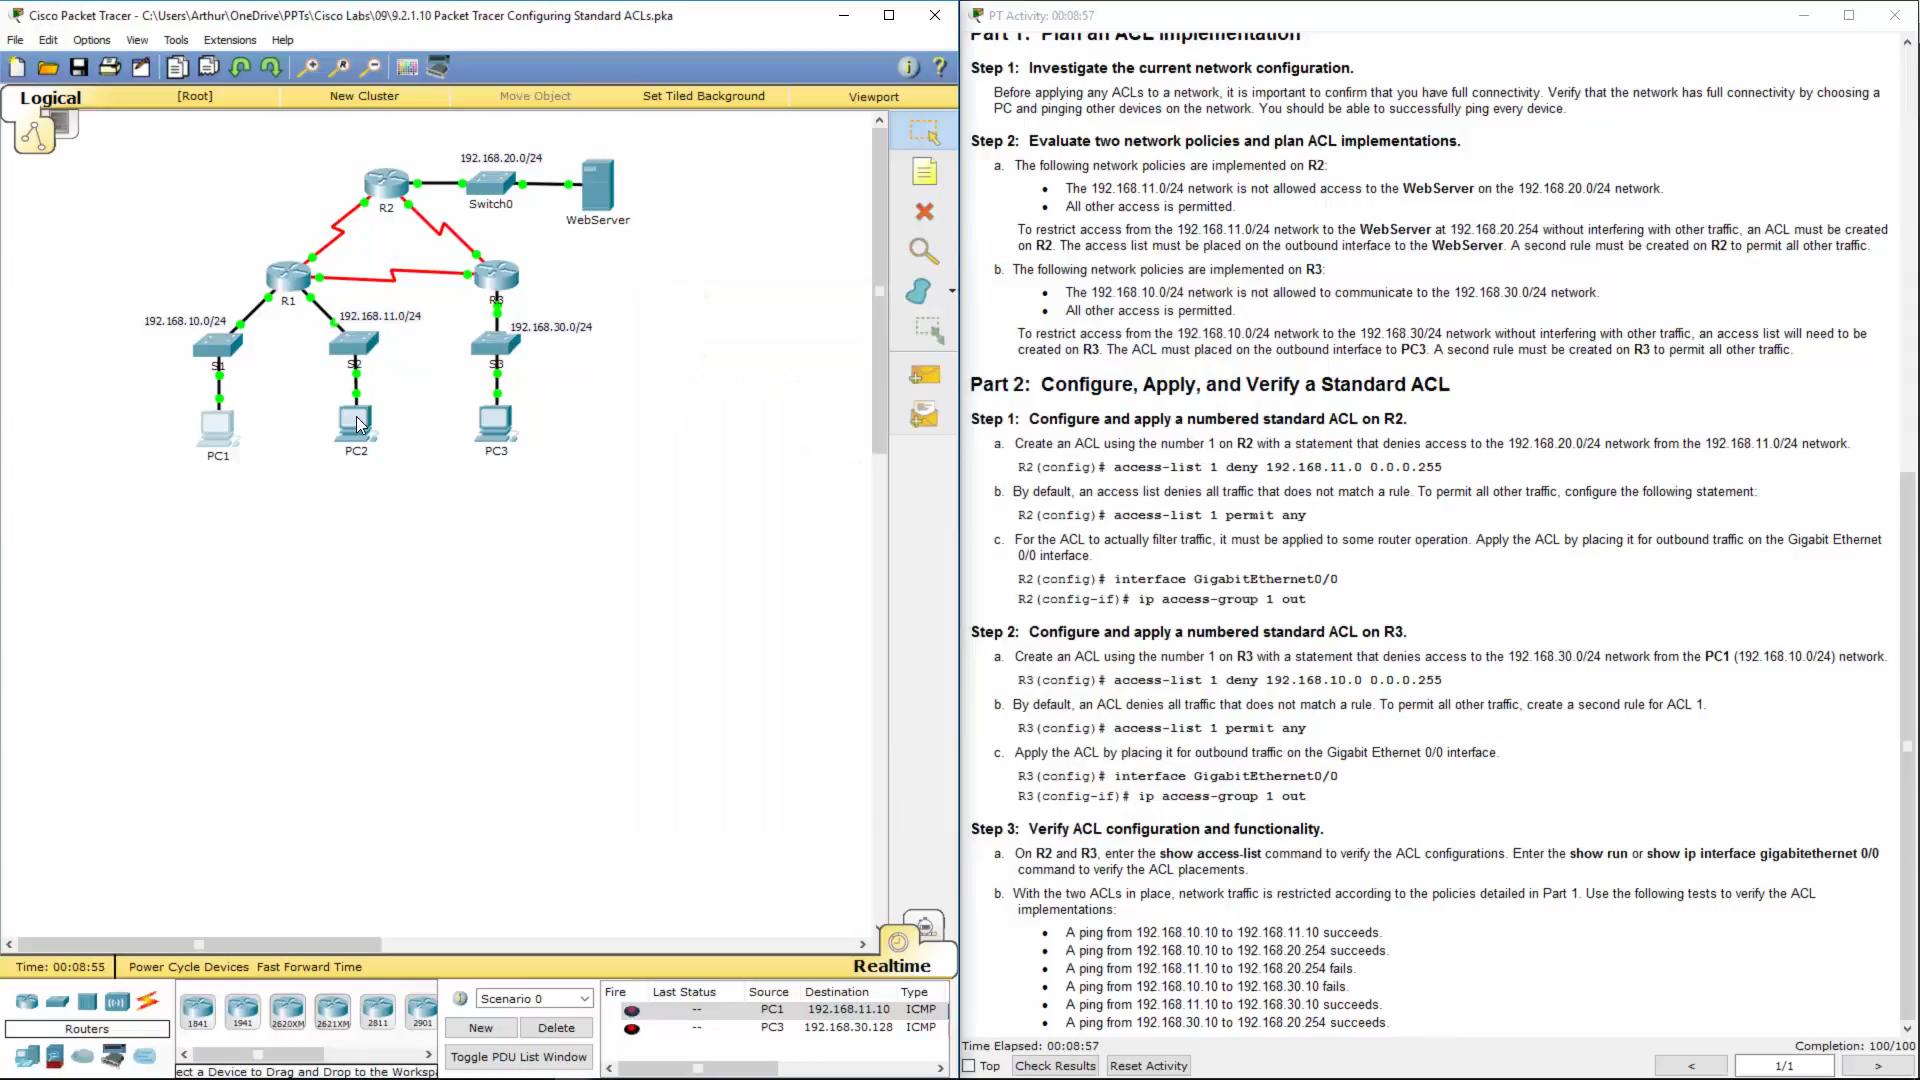 Cisco Packet Tracer - C:\Users\Arthur\OneDrive\PPTs\Cisco Labs\09\9.2.1.10 Packet Tracer Configuring Standard ACLs.pka
File Edit Options View Tools Extensions Help
Logical
[Root]
New Cluster
Move Object
Set Tiled Background
Viewport
192.168.20.0/24
R2
Switch0
WebServer
R1
R3
192.168.10.0/24
192.168.11.0/24
192.168.30.0/24
S1
S2
S3
PC1
PC2
PC3
Realtime
Time: 00:08:55
Power Cycle Devices Fast Forward Time
Routers
1841
1941
2620XM
2621XM
2811
2901
ect a Device to Drag and Drop to the Workspa
Scenario 0
New
Delete
Toggle PDU List Window
Fire Last Status Source Destination Type
-- PC1 192.168.11.10 ICMP
-- PC3 192.168.30.128 ICMP
PT Activity: 00:08:57
Part 1: Plan an ACL Implementation
Step 1: Investigate the current network configuration.
Before applying any ACLs to a network, it is important to confirm that you have full connectivity. Verify that the network has full connectivity by choosing a
PC and pinging other devices on the network. You should be able to successfully ping every device.
Step 2: Evaluate two network policies and plan ACL implementations.
a. The following network policies are implemented on R2:
• The 192.168.11.0/24 network is not allowed access to the WebServer on the 192.168.20.0/24 network.
• All other access is permitted.
To restrict access from the 192.168.11.0/24 network to the WebServer at 192.168.20.254 without interfering with other traffic, an ACL must be created
on R2. The access list must be placed on the outbound interface to the WebServer. A second rule must be created on R2 to permit all other traffic.
b. The following network policies are implemented on R3:
• The 192.168.10.0/24 network is not allowed to communicate to the 192.168.30.0/24 network.
• All other access is permitted.
To restrict access from the 192.168.10.0/24 network to the 192.168.30/24 network without interfering with other traffic, an access list will need to be
created on R3. The ACL must placed on the outbound interface to PC3. A second rule must be created on R3 to permit all other traffic.
Part 2: Configure, Apply, and Verify a Standard ACL
Step 1: Configure and apply a numbered standard ACL on R2.
a. Create an ACL using the number 1 on R2 with a statement that denies access to the 192.168.20.0/24 network from the 192.168.11.0/24 network.
R2(config)# access-list 1 deny 192.168.11.0 0.0.0.255
b. By default, an access list denies all traffic that does not match a rule. To permit all other traffic, configure the following statement:
R2(config)# access-list 1 permit any
c. For the ACL to actually filter traffic, it must be applied to some router operation. Apply the ACL by placing it for outbound traffic on the Gigabit Ethernet
0/0 interface.
R2(config)# interface GigabitEthernet0/0
R2(config-if)# ip access-group 1 out
Step 2: Configure and apply a numbered standard ACL on R3.
a. Create an ACL using the number 1 on R3 with a statement that denies access to the 192.168.30.0/24 network from the PC1 (192.168.10.0/24) network.
R3(config)# access-list 1 deny 192.168.10.0 0.0.0.255
b. By default, an ACL denies all traffic that does not match a rule. To permit all other traffic, create a second rule for ACL 1.
R3(config)# access-list 1 permit any
c. Apply the ACL by placing it for outbound traffic on the Gigabit Ethernet 0/0 interface.
R3(config)# interface GigabitEthernet0/0
R3(config-if)# ip access-group 1 out
Step 3: Verify ACL configuration and functionality.
a. On R2 and R3, enter the show access-list command to verify the ACL configurations. Enter the show run or show ip interface gigabitethernet 0/0
command to verify the ACL placements.
b. With the two ACLs in place, network traffic is restricted according to the policies detailed in Part 1. Use the following tests to verify the ACL
implementations:
• A ping from 192.168.10.10 to 192.168.11.10 succeeds.
• A ping from 192.168.10.10 to 192.168.20.254 succeeds.
• A ping from 192.168.11.10 to 192.168.20.254 fails.
• A ping from 192.168.10.10 to 192.168.30.10 fails.
• A ping from 192.168.11.10 to 192.168.30.10 succeeds.
• A ping from 192.168.30.10 to 192.168.20.254 succeeds.
Time Elapsed: 00:08:57
Completion: 100/100
Top
Check Results
Reset Activity
<
1/1
>